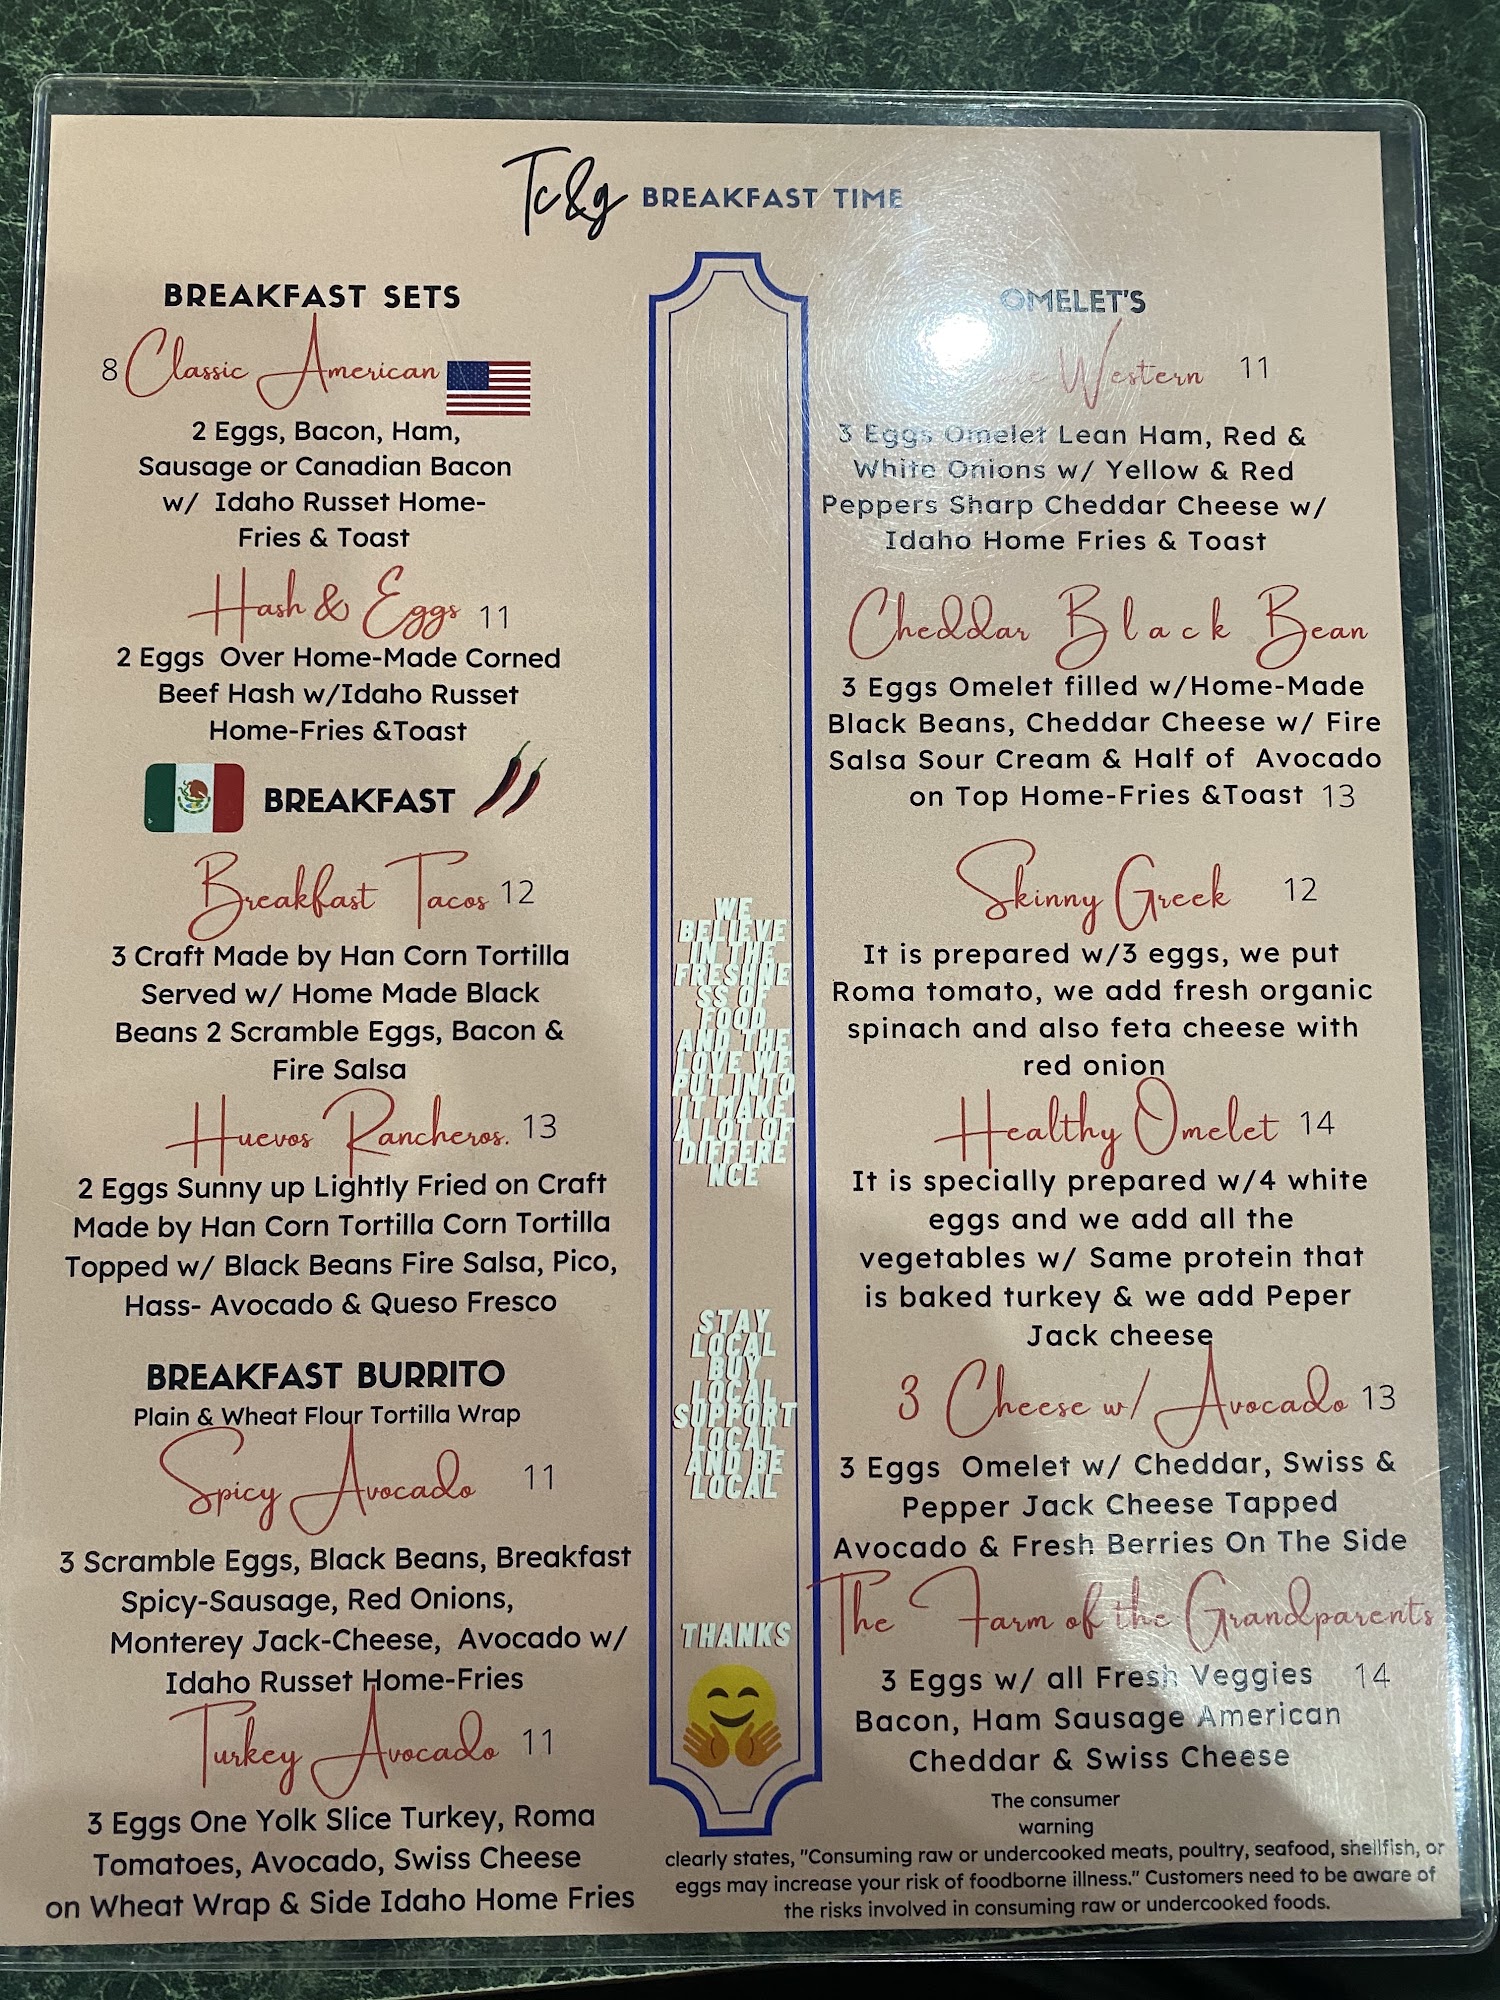 Tc&g BREAKFAST TIME
BREAKFAST SETS
8 Classic American
2 Eggs, Bacon, Ham,
Sausage or Canadian Bacon
w/ Idaho Russet Home-
Fries & Toast
Hash & Eggs 11
2 Eggs Over Home-Made Corned
Beef Hash w/Idaho Russet
Home-Fries &Toast
BREAKFAST
Breakfast Tacos 12
3 Craft Made by Han Corn Tortilla
Served w/ Home Made Black
Beans 2 Scramble Eggs, Bacon &
Fire Salsa
Huevos Rancheros. 13
2 Eggs Sunny up Lightly Fried on Craft
Made by Han Corn Tortilla Corn Tortilla
Topped w/ Black Beans Fire Salsa, Pico,
Hass- Avocado & Queso Fresco
BREAKFAST BURRITO
Plain & Wheat Flour Tortilla Wrap
Spicy Avocado 11
3 Scramble Eggs, Black Beans, Breakfast
Spicy-Sausage, Red Onions,
Monterey Jack-Cheese, Avocado w/
Idaho Russet Home-Fries
Turkey Avocado 11
3 Eggs One Yolk Slice Turkey, Roma
Tomatoes, Avocado, Swiss Cheese
on Wheat Wrap & Side Idaho Home Fries
WE
BELIEVE
IN THE
FRESHNE
SS OF
FOOD
AND THE
LOVE WE
PUT INTO
IT MAKE
A LOT OF
DIFFERE
NCE
STAY
LOCAL
BUY
LOCAL
SUPPORT
LOCAL
AND BE
LOCAL
THANKS
OMELET'S
Western 11
3 Eggs Omelet Lean Ham, Red &
White Onions w/ Yellow & Red
Peppers Sharp Cheddar Cheese w/
Idaho Home Fries & Toast
Cheddar Black Bean
3 Eggs Omelet filled w/Home-Made
Black Beans, Cheddar Cheese w/ Fire
Salsa Sour Cream & Half of Avocado
on Top Home-Fries &Toast 13
Skinny Greek 12
It is prepared w/3 eggs, we put
Roma tomato, we add fresh organic
spinach and also feta cheese with
red onion
Healthy Omelet 14
It is specially prepared w/4 white
eggs and we add all the
vegetables w/ Same protein that
is baked turkey & we add Peper
Jack cheese
3 Cheese w/ Avocado 13
3 Eggs Omelet w/ Cheddar, Swiss &
Pepper Jack Cheese Tapped
Avocado & Fresh Berries On The Side
The Farm of the Grandparents
3 Eggs w/ all Fresh Veggies 14
Bacon, Ham Sausage American
Cheddar & Swiss Cheese
The consumer
warning
clearly states, "Consuming raw or undercooked meats, poultry, seafood, shellfish, or
eggs may increase your risk of foodborne illness." Customers need to be aware of
the risks involved in consuming raw or undercooked foods.